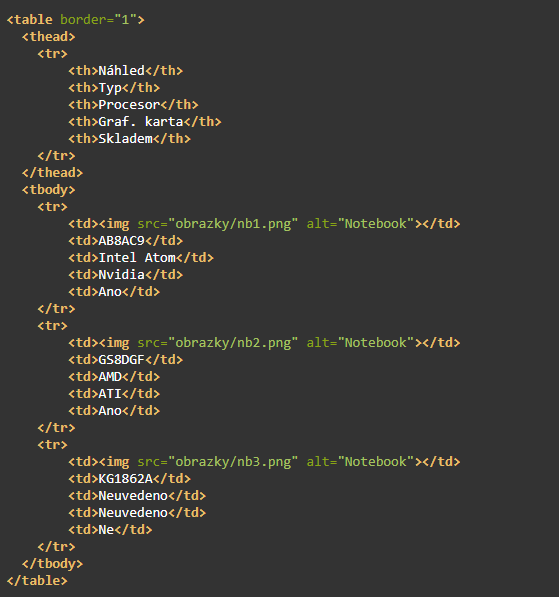 <table border="1">
  <thead>
    <tr>
        <th>Náhled</th>
        <th>Typ</th>
        <th>Procesor</th>
        <th>Graf. karta</th>
        <th>Skladem</th>
    </tr>
  </thead>
  <tbody>
    <tr>
        <td><img src="obrazky/nb1.png" alt="Notebook"></td>
        <td>AB8AC9</td>
        <td>Intel Atom</td>
        <td>Nvidia</td>
        <td>Ano</td>
    </tr>
    <tr>
        <td><img src="obrazky/nb2.png" alt="Notebook"></td>
        <td>GS8DGF</td>
        <td>AMD</td>
        <td>ATI</td>
        <td>Ano</td>
    </tr>
    <tr>
        <td><img src="obrazky/nb3.png" alt="Notebook"></td>
        <td>KG1862A</td>
        <td>Neuvedeno</td>
        <td>Neuvedeno</td>
        <td>Ne</td>
    </tr>
  </tbody>
</table>